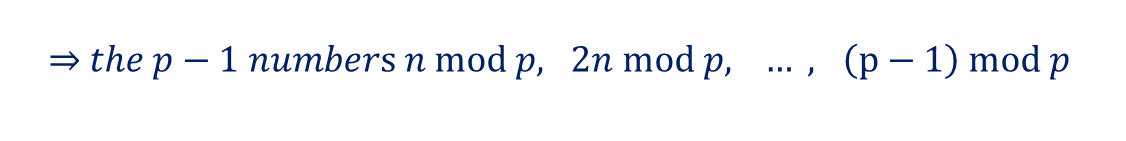 ⇒ the p − 1 numbers n mod p, 2n mod p, … , (p − 1) mod p